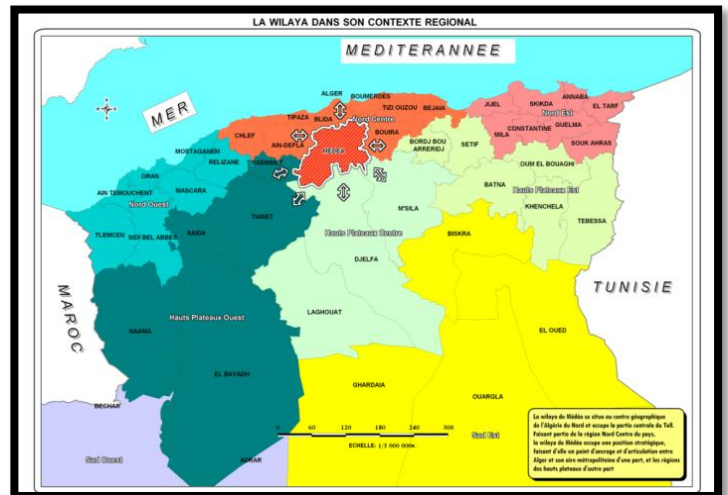 LA WILAYA DANS SON CONTEXTE REGIONAL
MEDITERANNEE
MER
ALGER
BOUMERDÈS
TIPAZA
BLIDA
TIZI OUZOU
BEJAIA
Nord Centre
CHLEF
AIN-DEFLA
MEDEA
BOUIRA
JIJEL
SKIKDA
ANNABA
EL TARF
Nord Est
CONSTANTINE
GUELMA
MILA
SOUK AHRAS
BORDJ BOU
ARRERIDJ
SETIF
OUM EL BOUAGHI
BATNA
Hauts Plateaux Est
KHENCHELA
TEBESSA
MOSTAGANEM
RELIZANE
TISSEMSILT
ORAN
AIN TEMOUCHENT
MASCARA
Nord Ouest
TLEMCEN
SIDI BEL ABBES
SAIDA
TIARET
M'SILA
Hauts Plateaux Centre
DJELFA
BISKRA
LAGHOUAT
TUNISIE
MAROC
NAAMA
Hauts Plateaux Ouest
EL BAYADH
EL OUED
GHARDAIA
OUARGLA
BECHAR
Sud Ouest
ADRAR
Sud Est
0 60 120 180 240 300
ECHELLE: 1/3 000 000e.
La wilaya de Médéa se situe au centre géographique
de l'Algérie du Nord et occupe la partie centrale du Tell.
Faisant partie de la région Nord Centre du pays,
la wilaya de Médéa occupe une position stratégique,
faisant d'elle un point d'ancrage et d'articulation entre
Alger et son aire métropolitaine d'une part, et les régions
des hauts plateaux d'autre part